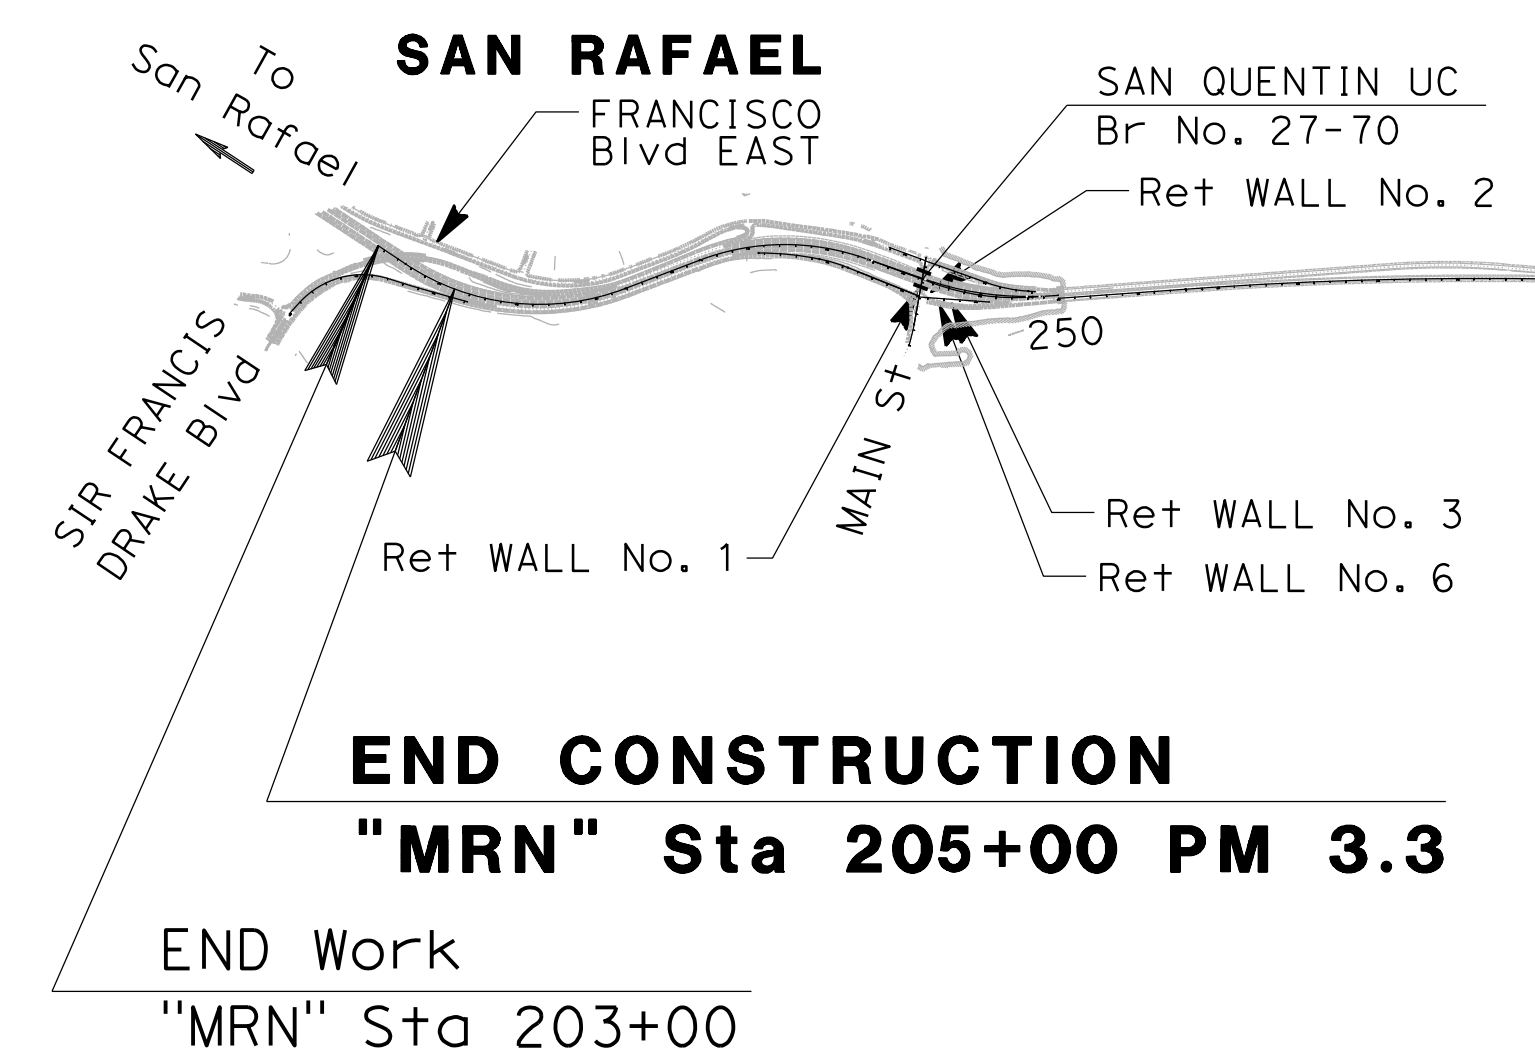 SAN RAFAEL
To
San Rafael
FRANCISCO
Blvd EAST
SAN QUENTIN UC
Br No. 27-70
Ret WALL No. 2
250
SIR FRANCIS
DRAKE Blvd
MAIN St
Ret WALL No. 1
Ret WALL No. 3
Ret WALL No. 6
END CONSTRUCTION
"MRN" Sta 205+00 PM 3.3
END Work
"MRN" Sta 203+00